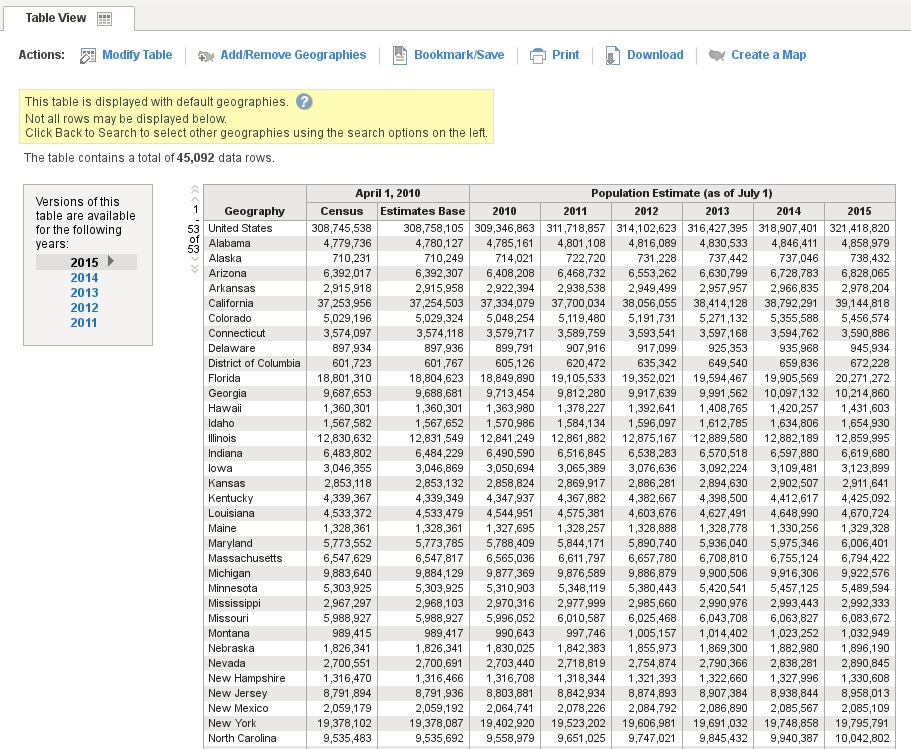 Table View
Actions: Modify Table Add/Remove Geographies Bookmark/Save Print Download Create a Map
This table is displayed with default geographies. ?
Not all rows may be displayed below.
Click Back to Search to select other geographies using the search options on the left.
The table contains a total of 45,092 data rows.
Versions of this
table are available
for the following
years:
2015
2014
2013
2012
2011
1
-
53
of
53
April 1, 2010 Population Estimate (as of July 1)
Geography Census Estimates Base 2010 2011 2012 2013 2014 2015
United States 308,745,538 308,758,105 309,346,863 311,718,857 314,102,623 316,427,395 318,907,401 321,418,820
Alabama 4,779,736 4,780,127 4,785,161 4,801,108 4,816,089 4,830,533 4,846,411 4,858,979
Alaska 710,231 710,249 714,021 722,720 731,228 737,442 737,046 738,432
Arizona 6,392,017 6,392,307 6,408,208 6,468,732 6,553,262 6,630,799 6,728,783 6,828,065
Arkansas 2,915,918 2,915,958 2,922,394 2,938,538 2,949,499 2,957,957 2,966,835 2,978,204
California 37,253,956 37,254,503 37,334,079 37,700,034 38,056,055 38,414,128 38,792,291 39,144,818
Colorado 5,029,196 5,029,324 5,048,254 5,119,480 5,191,731 5,271,132 5,355,588 5,456,574
Connecticut 3,574,097 3,574,118 3,579,717 3,589,759 3,593,541 3,597,168 3,594,762 3,590,886
Delaware 897,934 897,936 899,791 907,916 917,099 925,353 935,968 945,934
District of Columbia 601,723 601,767 605,126 620,472 635,342 649,540 659,836 672,228
Florida 18,801,310 18,804,623 18,849,890 19,105,533 19,352,021 19,594,467 19,905,569 20,271,272
Georgia 9,687,653 9,688,681 9,713,454 9,812,280 9,917,639 9,991,562 10,097,132 10,214,860
Hawaii 1,360,301 1,360,301 1,363,980 1,378,227 1,392,641 1,408,765 1,420,257 1,431,603
Idaho 1,567,582 1,567,652 1,570,986 1,584,134 1,596,097 1,612,785 1,634,806 1,654,930
Illinois 12,830,632 12,831,549 12,841,249 12,861,882 12,875,167 12,889,580 12,882,189 12,859,995
Indiana 6,483,802 6,484,229 6,490,590 6,516,845 6,538,283 6,570,518 6,597,880 6,619,680
Iowa 3,046,355 3,046,869 3,050,694 3,065,389 3,076,636 3,092,224 3,109,481 3,123,899
Kansas 2,853,118 2,853,132 2,858,824 2,869,917 2,886,281 2,894,630 2,902,507 2,911,641
Kentucky 4,339,367 4,339,349 4,347,937 4,367,882 4,382,667 4,398,500 4,412,617 4,425,092
Louisiana 4,533,372 4,533,479 4,544,951 4,575,381 4,603,676 4,627,491 4,648,990 4,670,724
Maine 1,328,361 1,328,361 1,327,695 1,328,257 1,328,888 1,328,778 1,330,256 1,329,328
Maryland 5,773,552 5,773,785 5,788,409 5,844,171 5,890,740 5,936,040 5,975,346 6,006,401
Massachusetts 6,547,629 6,547,817 6,565,036 6,611,797 6,657,780 6,708,810 6,755,124 6,794,422
Michigan 9,883,640 9,884,129 9,877,369 9,876,589 9,886,879 9,900,506 9,916,306 9,922,576
Minnesota 5,303,925 5,303,925 5,310,903 5,348,119 5,380,443 5,420,541 5,457,125 5,489,594
Mississippi 2,967,297 2,968,103 2,970,316 2,977,999 2,985,660 2,990,976 2,993,443 2,992,333
Missouri 5,988,927 5,988,927 5,996,052 6,010,587 6,025,468 6,043,708 6,063,827 6,083,672
Montana 989,415 989,417 990,643 997,746 1,005,157 1,014,402 1,023,252 1,032,949
Nebraska 1,826,341 1,826,341 1,830,025 1,842,383 1,855,973 1,869,300 1,882,980 1,896,190
Nevada 2,700,551 2,700,691 2,703,440 2,718,819 2,754,874 2,790,366 2,838,281 2,890,845
New Hampshire 1,316,470 1,316,466 1,316,708 1,318,344 1,321,393 1,322,660 1,327,996 1,330,608
New Jersey 8,791,894 8,791,936 8,803,881 8,842,934 8,874,893 8,907,384 8,938,844 8,958,013
New Mexico 2,059,179 2,059,192 2,064,741 2,078,226 2,084,792 2,086,890 2,085,567 2,085,109
New York 19,378,102 19,378,087 19,402,920 19,523,202 19,606,981 19,691,032 19,748,858 19,795,791
North Carolina 9,535,483 9,535,692 9,558,979 9,651,025 9,747,021 9,845,432 9,940,387 10,042,802